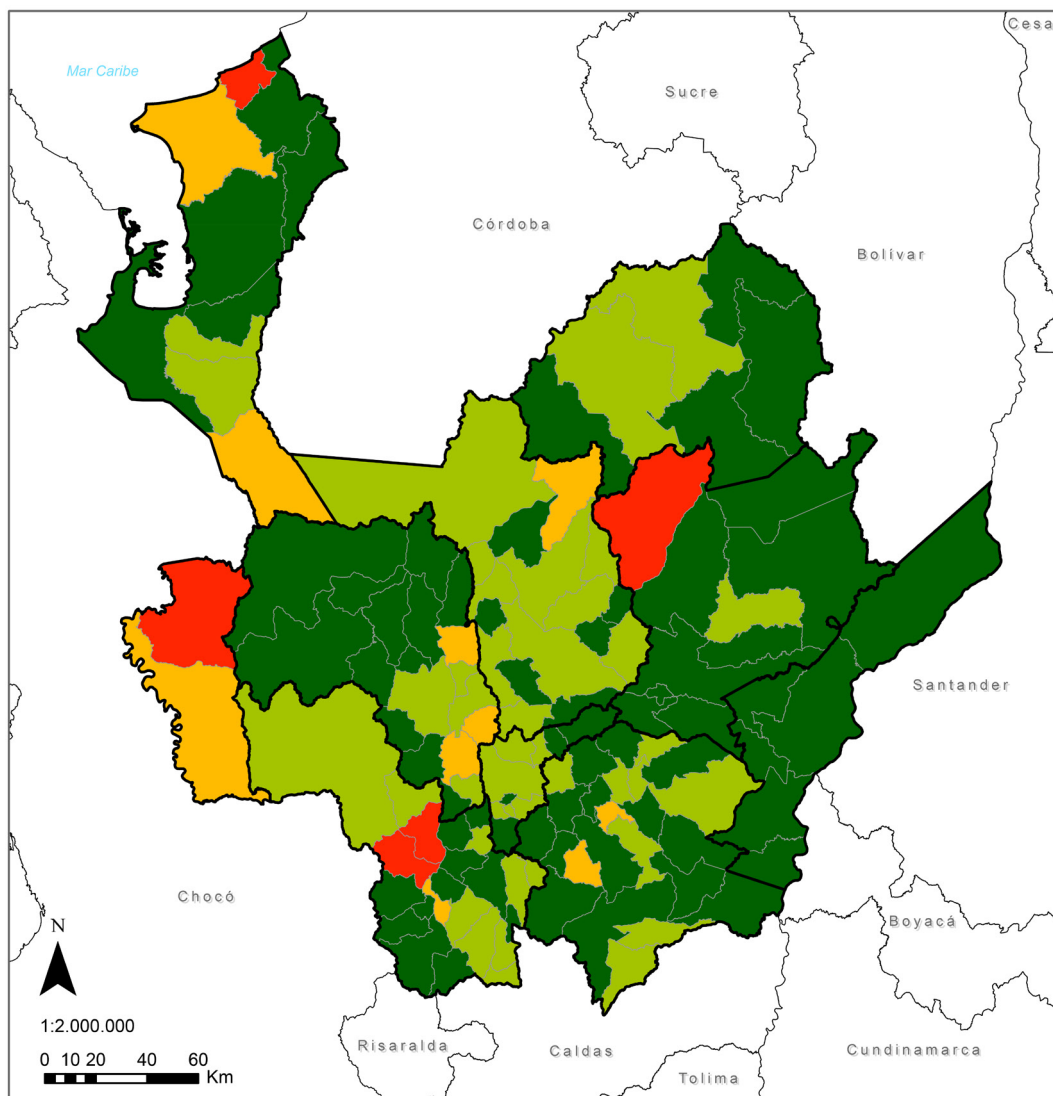 Cesa
Mar Caribe
Sucre
Córdoba
Bolívar
Santander
Chocó
N
Boyacá
1:2.000.000
Risaralda
Caldas
Cundinamarca
0 10 20 40 60
Km
Tolima